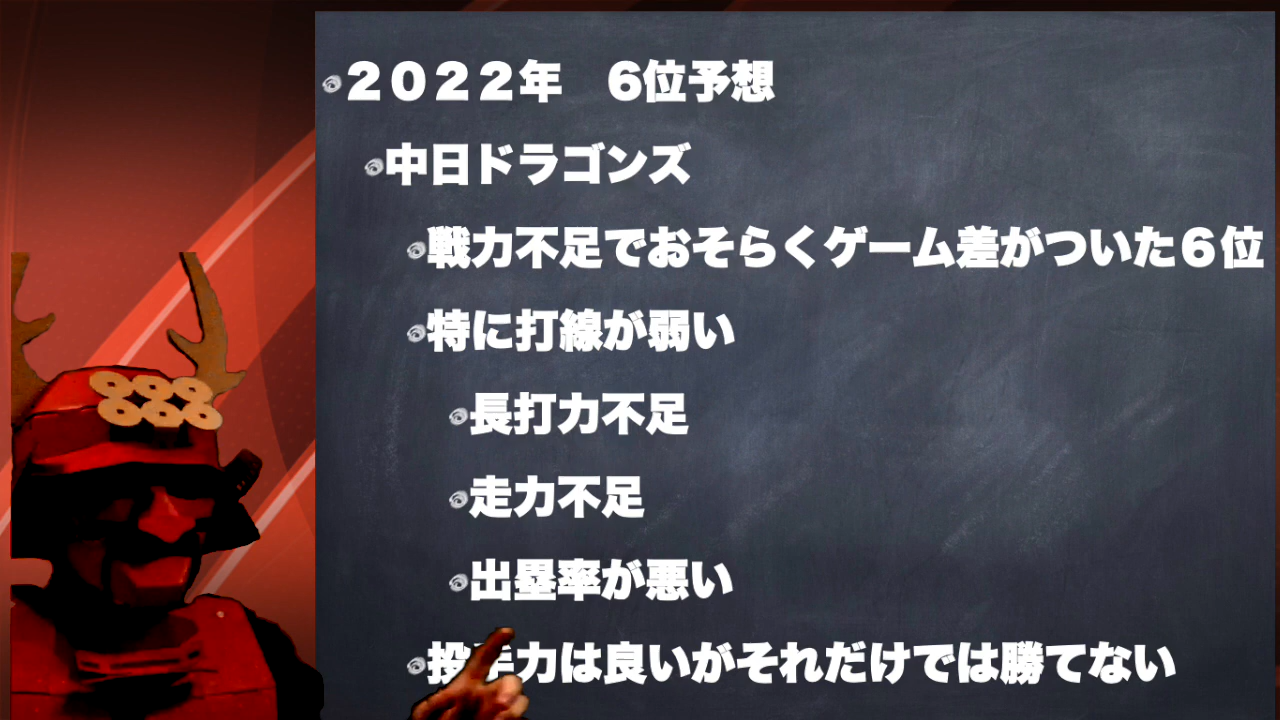 ２０２２年　6位予想
中日ドラゴンズ
戦力不足でおそらくゲーム差がついた６位
特に打線が弱い
長打力不足
走力不足
出塁率が悪い
投手力は良いがそれだけでは勝てない